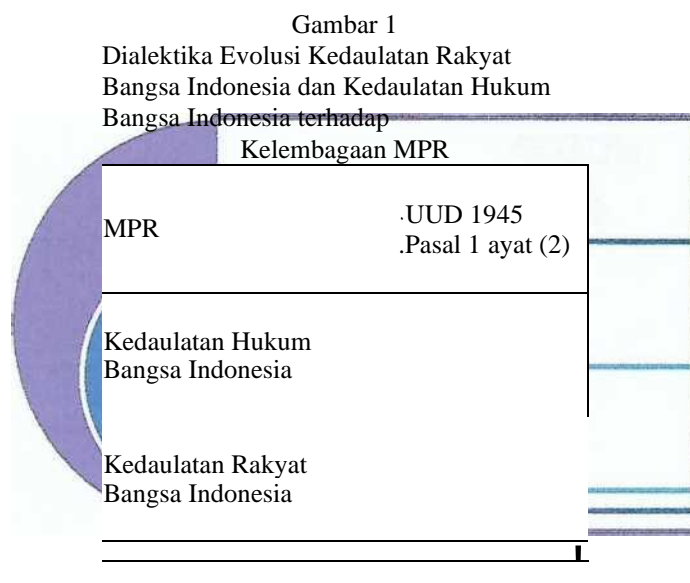 Gambar 1
Dialektika Evolusi Kedaulatan Rakyat
Bangsa Indonesia dan Kedaulatan Hukum
Bangsa Indonesia terhadap
Kelembagaan MPR
MPR
.UUD 1945
.Pasal 1 ayat (2)
Kedaulatan Hukum
Bangsa Indonesia
Kedaulatan Rakyat
Bangsa Indonesia